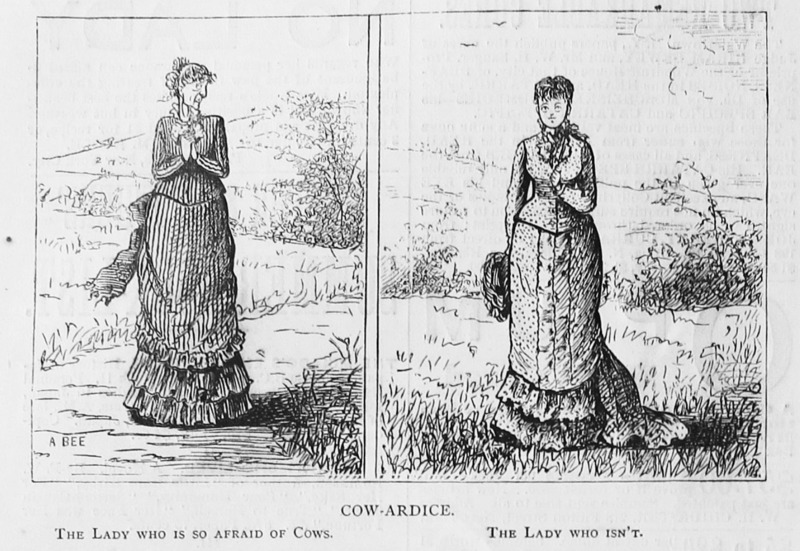 A BEE
COW-ARDICE.
THE LADY WHO IS SO AFRAID OF COWS.
THE LADY WHO ISN'T.